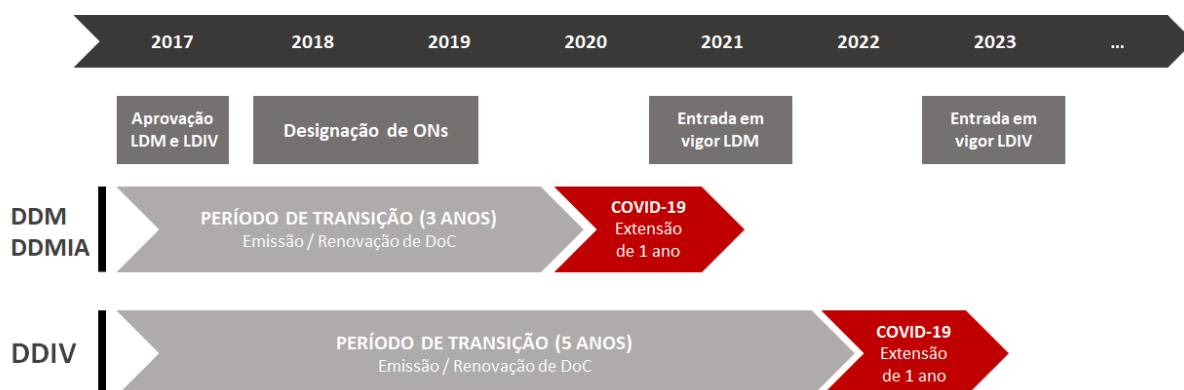 2017 2018 2019 2020 2021 2022 2023 ...
Aprovação
LDM e LDIV
Designação de ONs
Entrada em
vigor LDM
Entrada em
vigor LDIV
DDM
DDMIA
PERÍODO DE TRANSIÇÃO (3 ANOS)
Emissão / Renovação de DoC
COVID-19
Extensão
de 1 ano
DDIV
PERÍODO DE TRANSIÇÃO (5 ANOS)
Emissão / Renovação de DoC
COVID-19
Extensão
de 1 ano